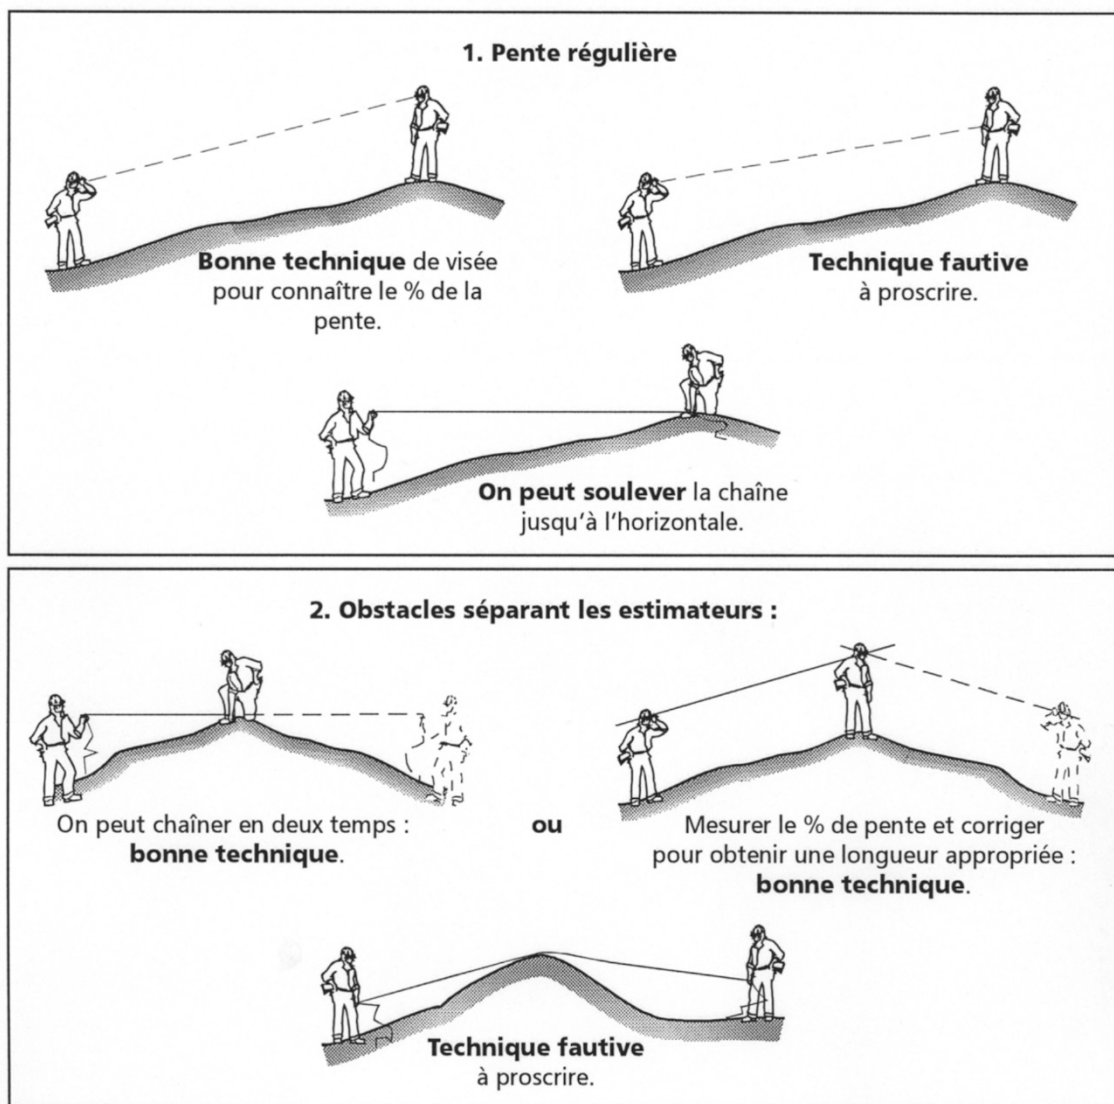 1. Pente régulière
Bonne technique de visée
pour connaître le % de la
pente.
Technique fautive
à proscrire.
On peut soulever la chaîne
jusqu'à l'horizontale.
2. Obstacles séparant les estimateurs :
On peut chaîner en deux temps :
bonne technique.
ou
Mesurer le % de pente et corriger
pour obtenir une longueur appropriée :
bonne technique.
Technique fautive
à proscrire.